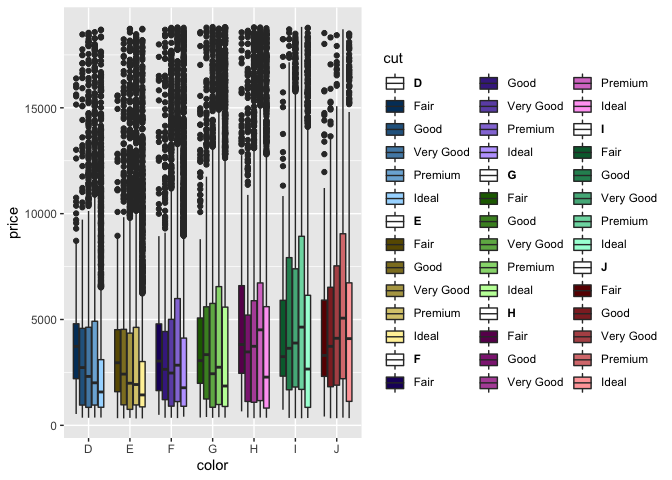 price
15000
10000
5000
0
D E F G H I J
color
cut
D
Fair
Good
Very Good
Premium
Ideal
E
Fair
Good
Very Good
Premium
Ideal
F
Fair
Good
Very Good
Premium
Ideal
G
Fair
Good
Very Good
Premium
Ideal
H
Fair
Good
Very Good
Premium
Ideal
I
Fair
Good
Very Good
Premium
Ideal
J
Fair
Good
Very Good
Premium
Ideal